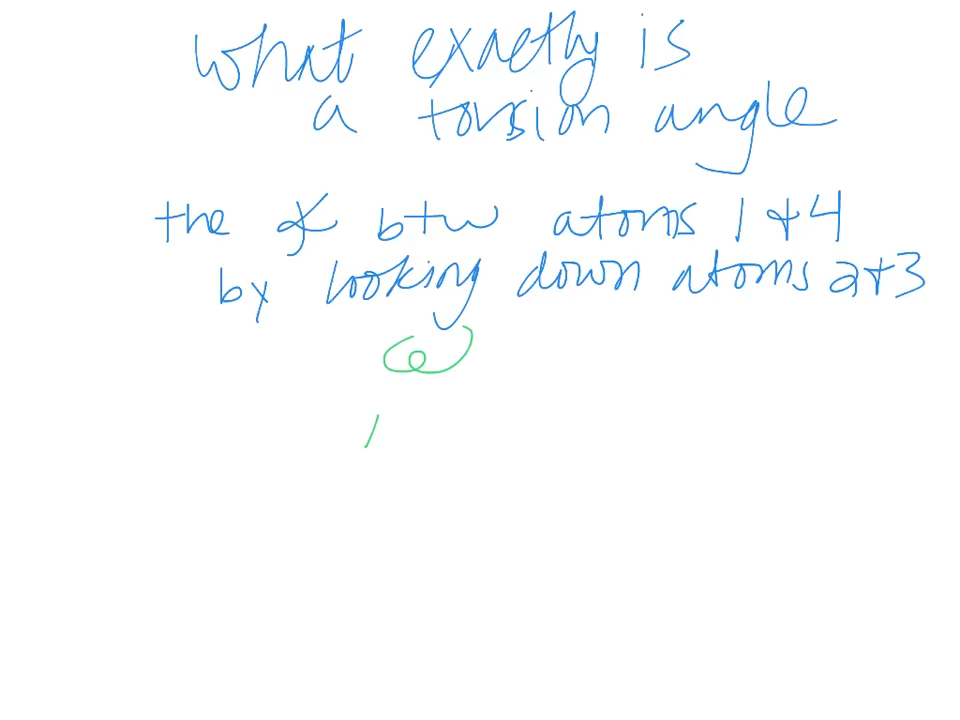 what exactly is
a torsion angle
the ∡ btw atoms 1 & 4
by looking down atoms 2 & 3